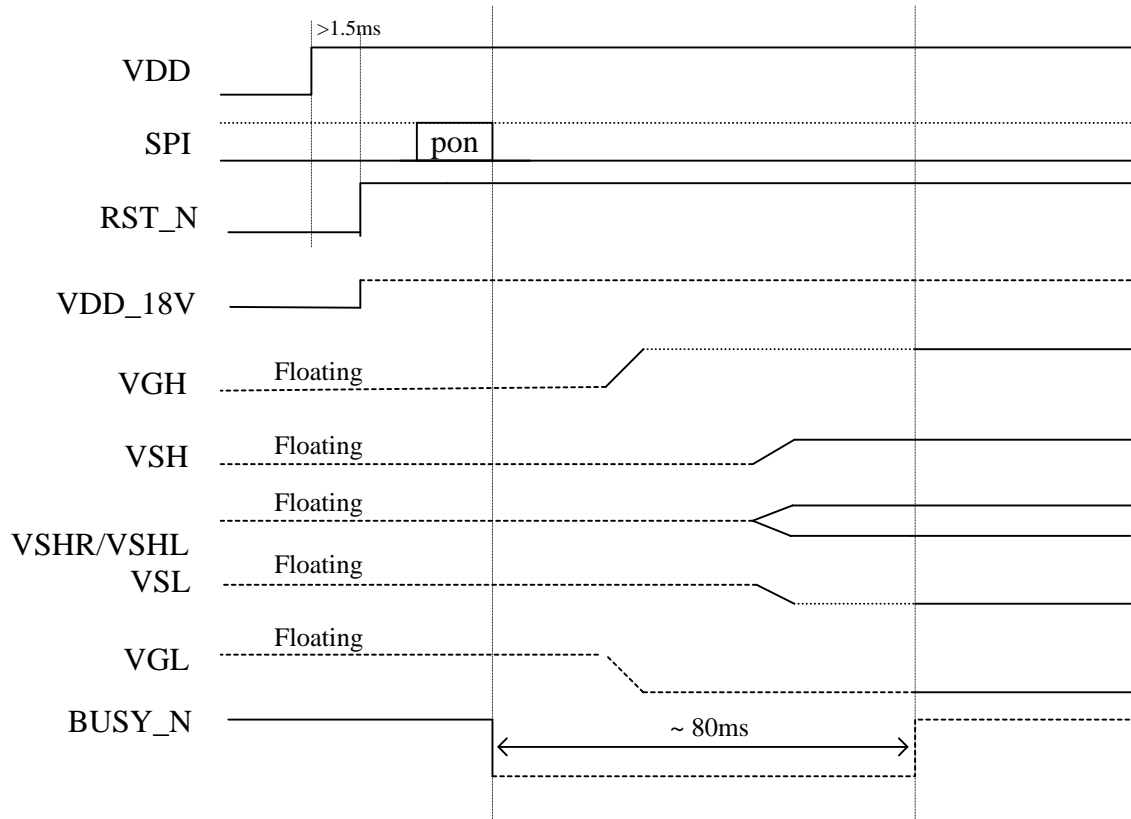 >1.5ms
VDD
SPI
pon
RST_N
VDD_18V
Floating
VGH
Floating
VSH
Floating
VSHR/VSHL
Floating
VSL
Floating
VGL
BUSY_N
~ 80ms